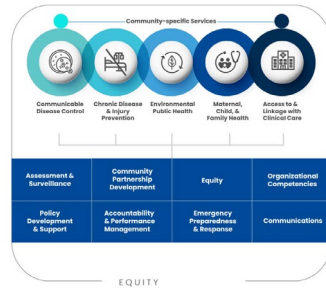 Community-specific Services
Communicable
Disease Control
Chronic Disease
& Injury
Prevention
Environmental
Public Health
Maternal,
Child, &
Family Health
Access to &
Linkage with
Clinical Care
Assessment &
Surveillance
Community
Partnership
Development
Equity
Organizational
Competencies
Policy
Development
& Support
Accountability
& Performance
Management
Emergency
Preparedness
& Response
Communications
EQUITY